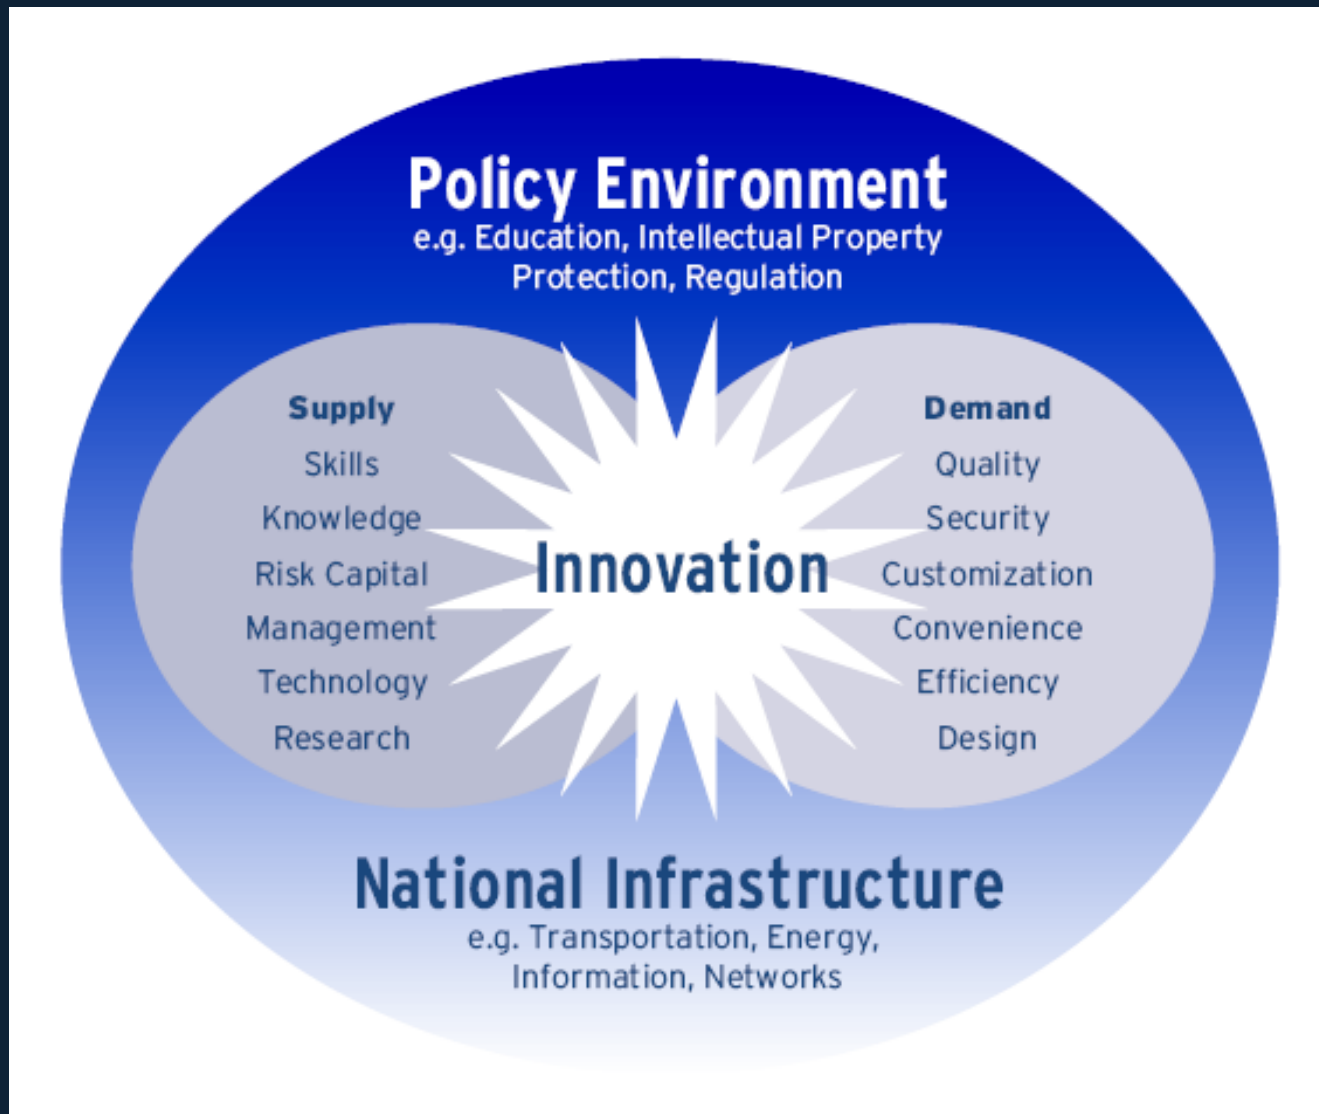 Policy Environment
e.g. Education, Intellectual Property
Protection, Regulation
Supply
Skills
Knowledge
Risk Capital
Management
Technology
Research
Innovation
Demand
Quality
Security
Customization
Convenience
Efficiency
Design
National Infrastructure
e.g. Transportation, Energy,
Information, Networks